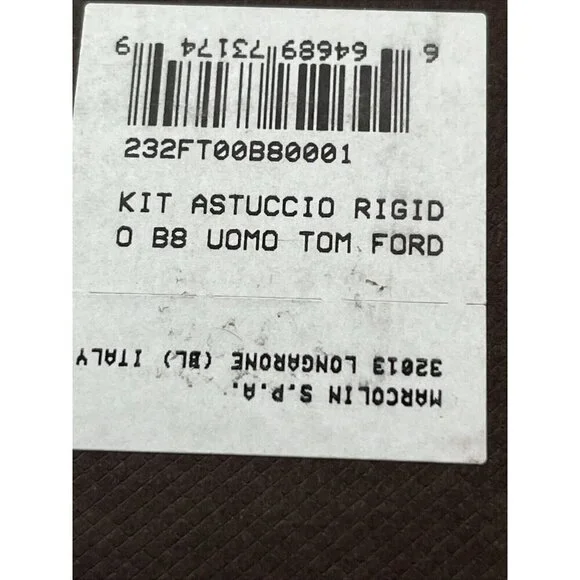 6 64689 73174 9
232FT00B80001
KIT ASTUCCIO RIGID
O B8 UOMO TOM FORD
MARCOLIN S.P.A.
32013 LONGARONE (BL) ITALY